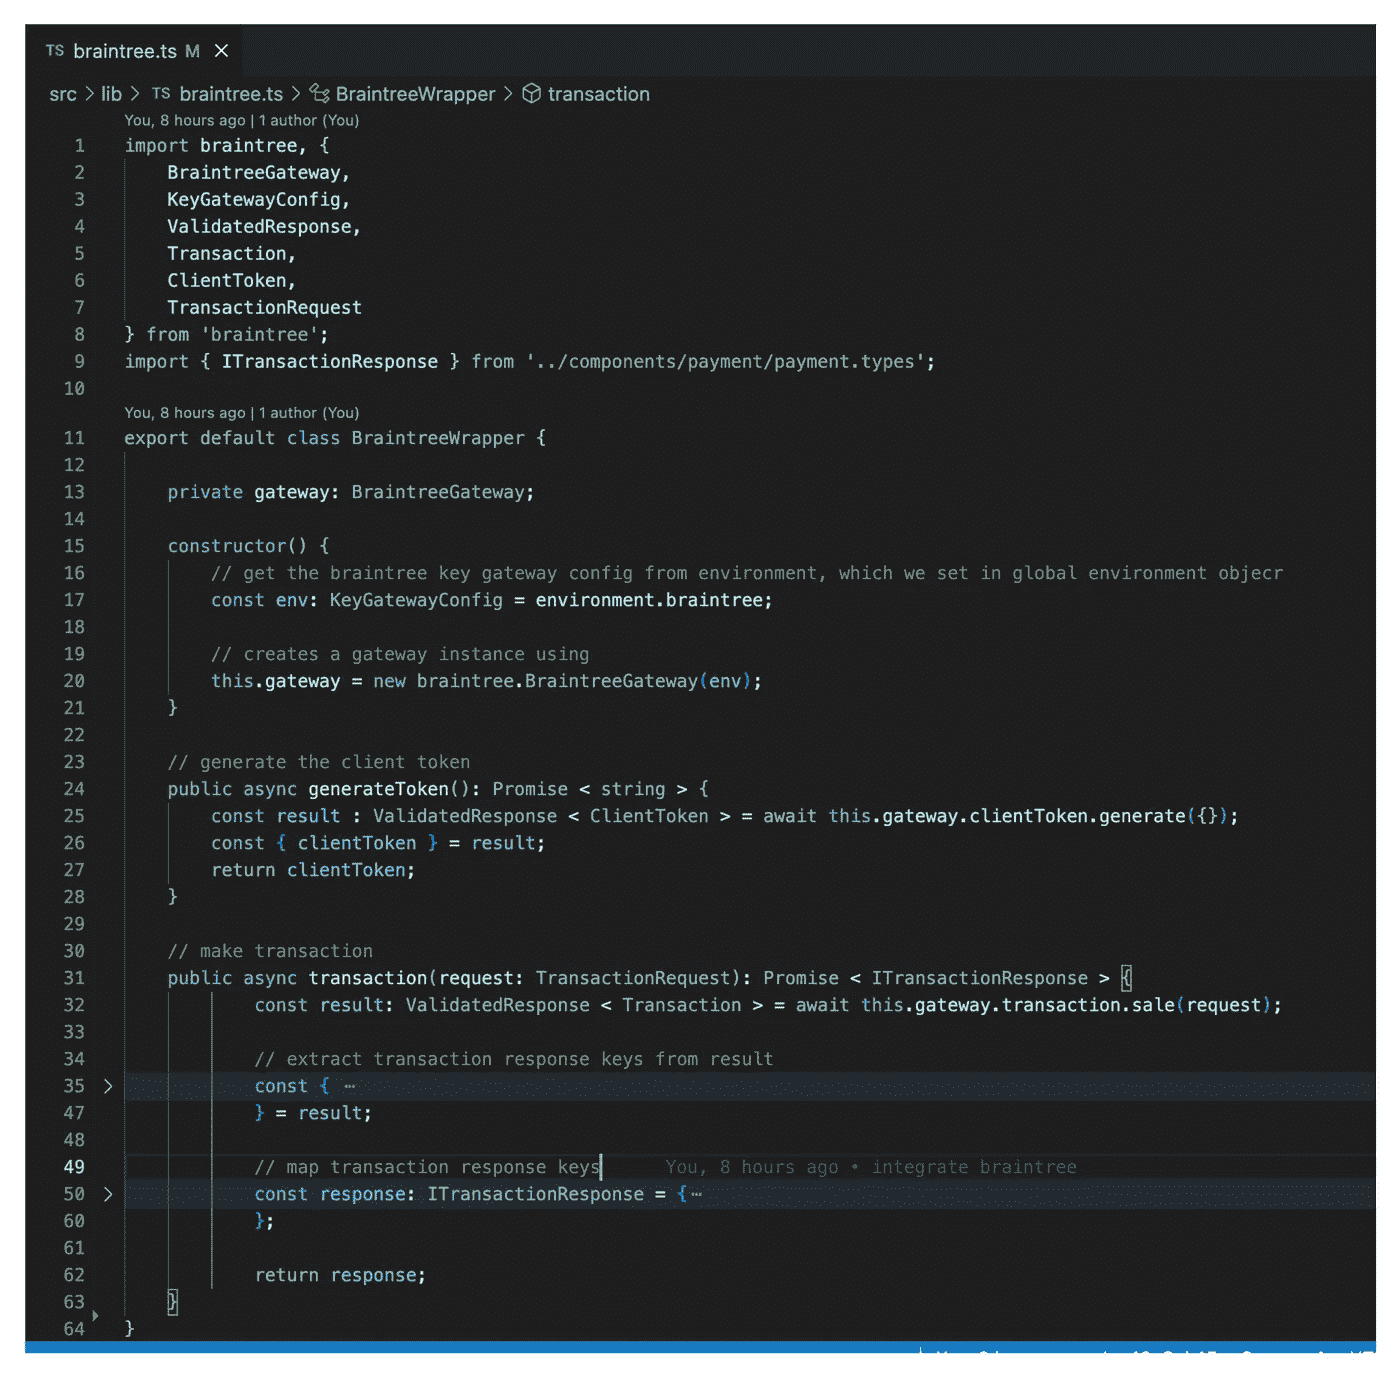 TS braintree.ts M ×
src > lib > TS braintree.ts > BraintreeWrapper > transaction
You, 8 hours ago | 1 author (You)
1 import braintree, {
2 BraintreeGateway,
3 KeyGatewayConfig,
4 ValidatedResponse,
5 Transaction,
6 ClientToken,
7 TransactionRequest
8 } from 'braintree';
9 import { ITransactionResponse } from '../components/payment/payment.types';
10
You, 8 hours ago | 1 author (You)
11 export default class BraintreeWrapper {
12
13 private gateway: BraintreeGateway;
14
15 constructor() {
16 // get the braintree key gateway config from environment, which we set in global environment objecr
17 const env: KeyGatewayConfig = environment.braintree;
18
19 // creates a gateway instance using
20 this.gateway = new braintree.BraintreeGateway(env);
21 }
22
23 // generate the client token
24 public async generateToken(): Promise < string > {
25 const result : ValidatedResponse < ClientToken > = await this.gateway.clientToken.generate({});
26 const { clientToken } = result;
27 return clientToken;
28 }
29
30 // make transaction
31 public async transaction(request: TransactionRequest): Promise < ITransactionResponse > {
32 const result: ValidatedResponse < Transaction > = await this.gateway.transaction.sale(request);
33
34 // extract transaction response keys from result
35 > const { ⋯
47 } = result;
48
49 // map transaction response keys You, 8 hours ago • integrate braintree
50 > const response: ITransactionResponse = {⋯
60 };
61
62 return response;
63 }
64 }